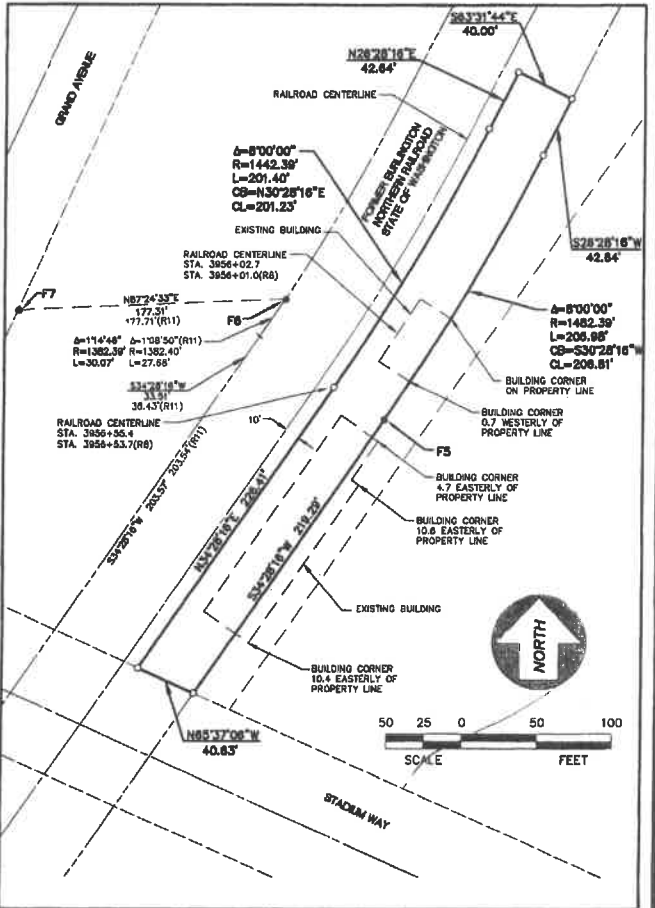 S63°31'44"E
40.00'
N26°28'16"E
42.64'
GRAND AVENUE
RAILROAD CENTERLINE
Δ=8°00'00"
R=1442.39'
L=201.40'
CB=N30°28'16"E
CL=201.23'
FORMER BURLINGTON
NORTHERN RAILROAD
STATE OF WASHINGTON
EXISTING BUILDING
RAILROAD CENTERLINE
STA. 3956+02.7
STA. 3956+01.0(R8)
S26°28'16"W
42.64'
F7
N87°24'33"E
177.31'
177.71'(R11)
F6
Δ=1°14'46" Δ=1°08'50"(R11)
R=1382.39' R=1382.40'
L=30.07' L=27.68'
Δ=8°00'00"
R=1482.39'
L=206.98'
CB=S30°28'16"W
CL=206.81'
S34°28'16"W
33.51'
36.43'(R11)
BUILDING CORNER
ON PROPERTY LINE
BUILDING CORNER
0.7 WESTERLY OF
PROPERTY LINE
RAILROAD CENTERLINE
STA. 3956+55.4
STA. 3956+53.7(R8)
10'
F5
BUILDING CORNER
4.7 EASTERLY OF
PROPERTY LINE
S34°28'16"W 203.57' 203.54'(R11)
N34°28'16"E 226.41'
S34°28'16"W 219.29'
BUILDING CORNER
10.6 EASTERLY OF
PROPERTY LINE
EXISTING BUILDING
NORTH
BUILDING CORNER
10.4 EASTERLY OF
PROPERTY LINE
N65°37'06"W
40.63'
50 25 0 50 100
SCALE FEET
STADIUM WAY